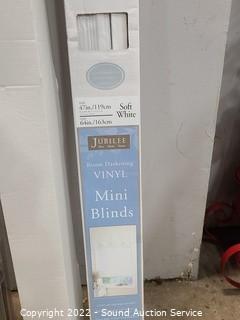 47in./119cm
64in./163cm
Soft
White
JUBILEE
Room Darkening
VINYL
Mini
Blinds
Copyright 2022 - Sound Auction Service